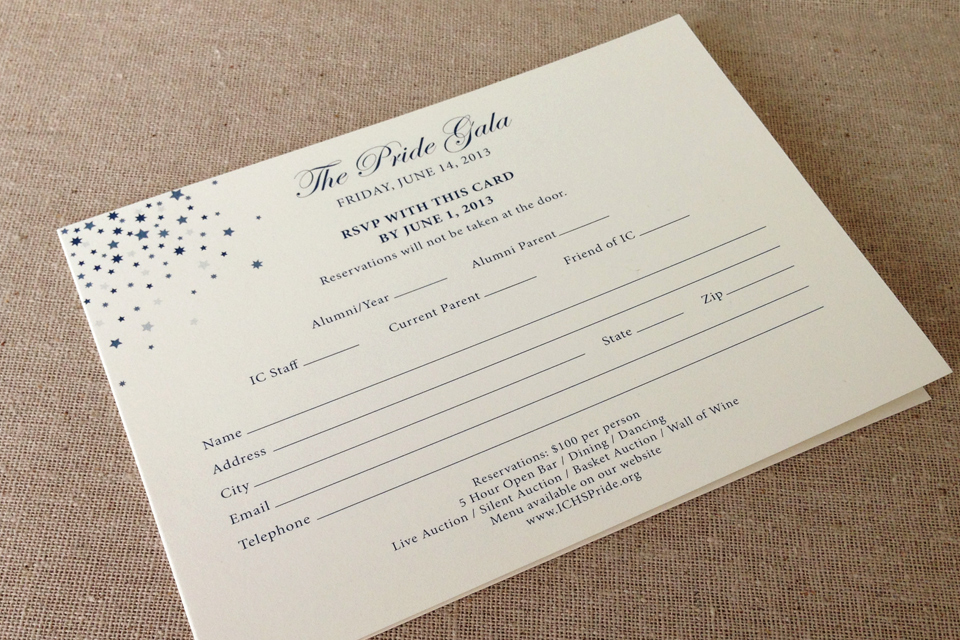 The Pride Gala
FRIDAY, JUNE 14, 2013
RSVP WITH THIS CARD
BY JUNE 1, 2013
Reservations will not be taken at the door.
Alumni/Year Alumni Parent
IC Staff Current Parent Friend of IC
Name
Address
City State Zip
Email
Telephone
Reservations: $100 per person
5 Hour Open Bar / Dining / Dancing
Live Auction / Silent Auction / Basket Auction / Wall of Wine
Menu available on our website
www.ICHSPride.org